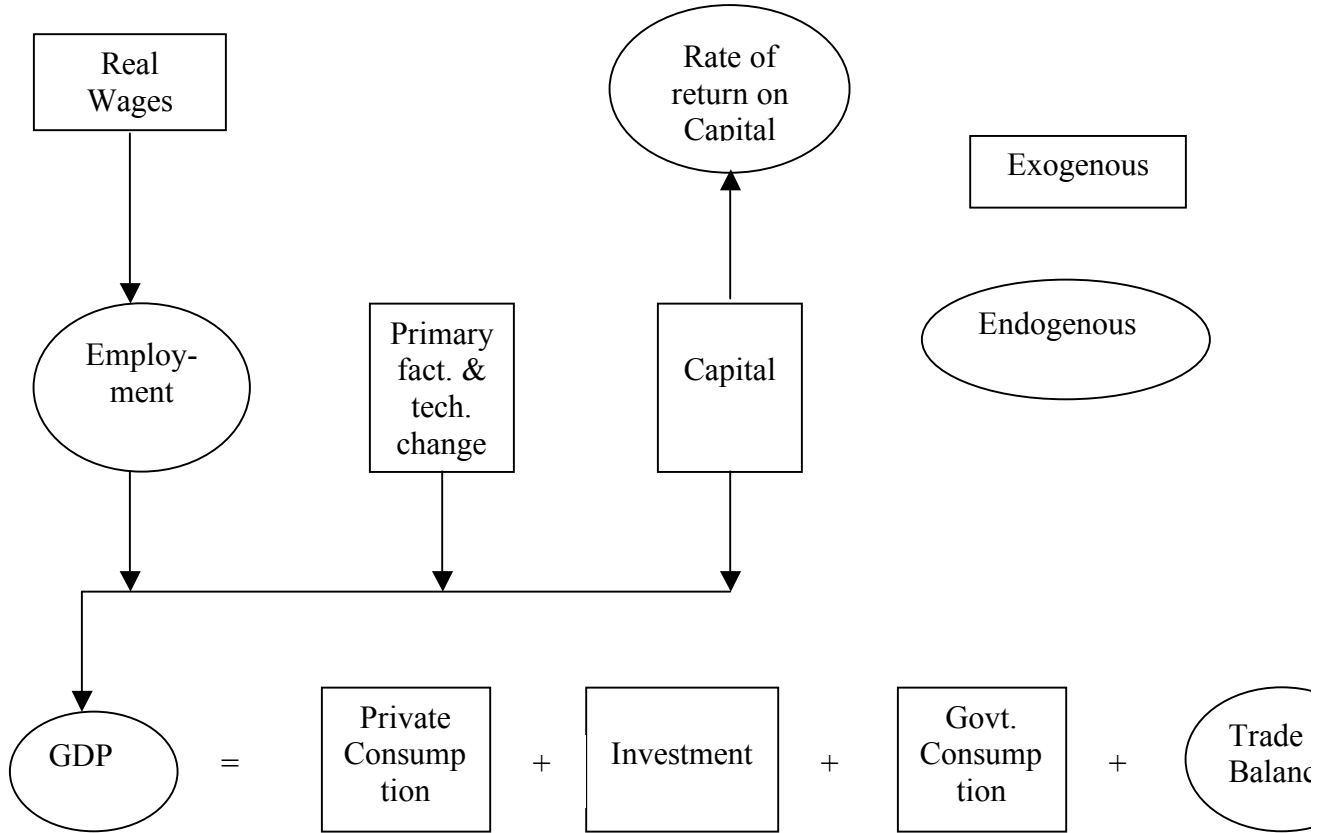 Real
Wages
Rate of
return on
Capital
Exogenous
Endogenous
Employ-
ment
Primary
fact. &
tech.
change
Capital
GDP
=
Private
Consump
tion
+
Investment
+
Govt.
Consump
tion
+
Trade
Balanc